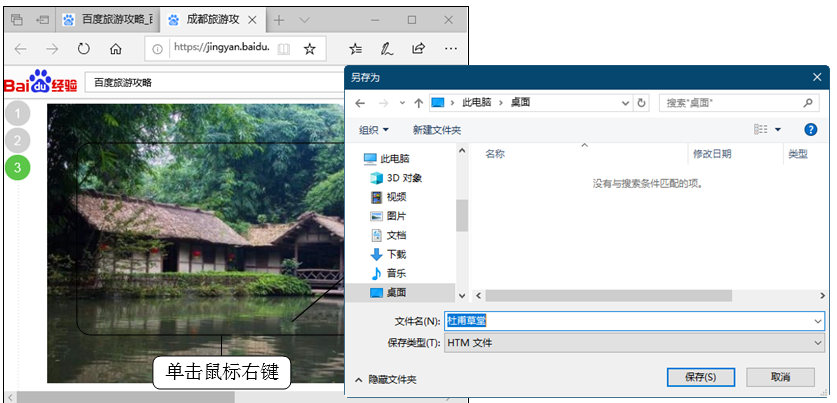 百度旅游攻略_百
成都旅游攻
https://jingyan.baidu.
Bai du 经验
百度旅游攻略
1
2
3
单击鼠标右键
另存为
此电脑
桌面
搜索"桌面"
组织
新建文件夹
名称
修改日期
类型
没有与搜索条件匹配的项。
此电脑
3D 对象
视频
图片
文档
下载
音乐
桌面
文件名(N):
杜甫草堂
保存类型(T):
HTM 文件
隐藏文件夹
保存(S)
取消